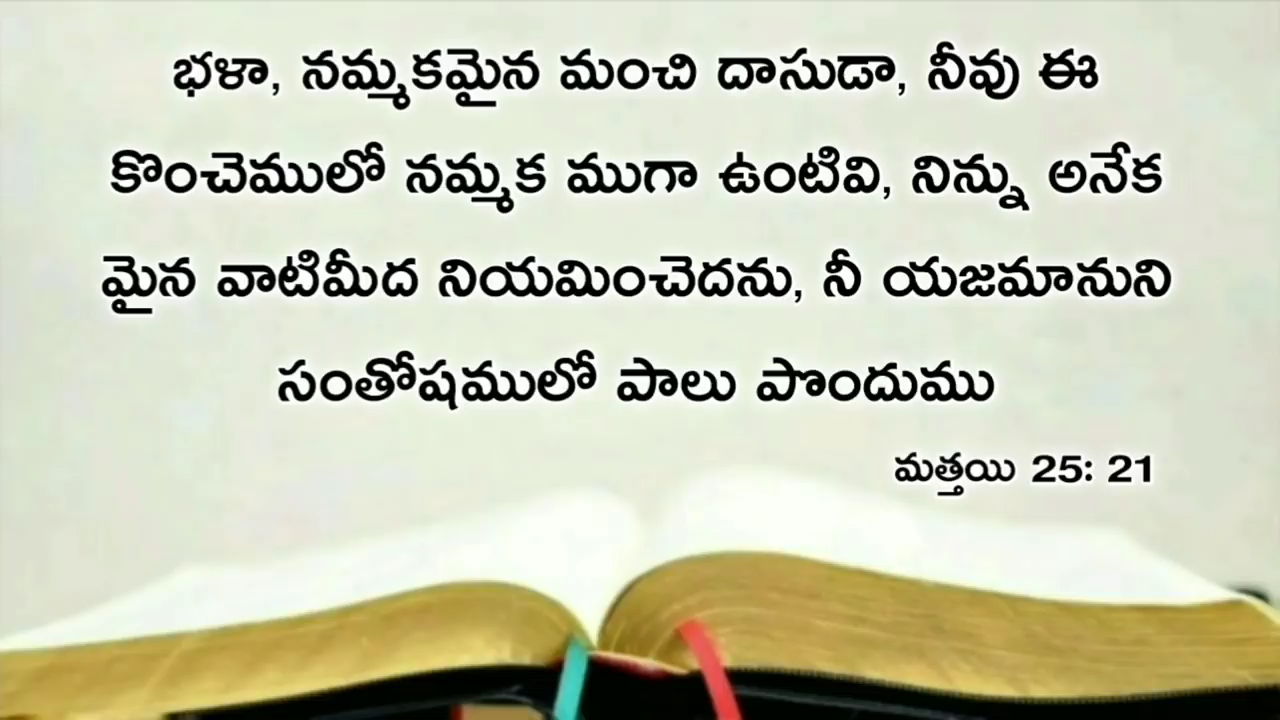 భళా, నమ్మకమైన మంచి దాసుడా, నీవు ఈ
కొంచెములో నమ్మక ముగా ఉంటివి, నిన్ను అనేక
మైన వాటిమీద నియమించెదను, నీ యజమానుని
సంతోషములో పాలు పొందుము
మత్తయి 25: 21